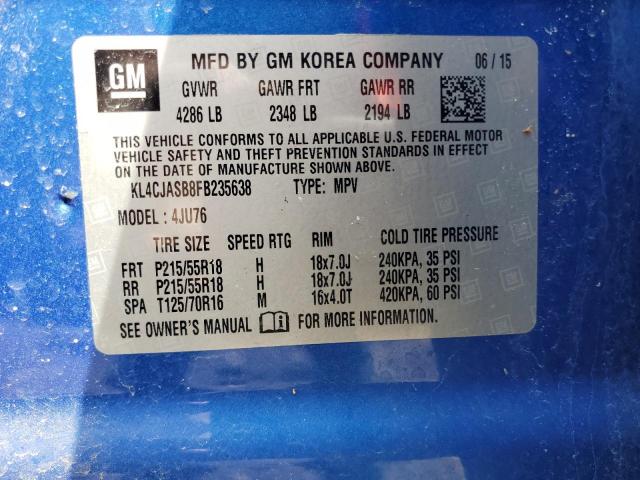 GM MFD BY GM KOREA COMPANY 06 / 15
GVWR GAWR FRT GAWR RR
4286 LB 2348 LB 2194 LB
THIS VEHICLE CONFORMS TO ALL APPLICABLE U.S. FEDERAL MOTOR
VEHICLE SAFETY AND THEFT PREVENTION STANDARDS IN EFFECT
ON THE DATE OF MANUFACTURE SHOWN ABOVE.
KL4CJASB8FB235638 TYPE: MPV
MODEL : 4JU76
TIRE SIZE SPEED RTG RIM COLD TIRE PRESSURE
FRT P215/55R18 H 18x7.0J 240KPA, 35 PSI
RR P215/55R18 H 18x7.0J 240KPA, 35 PSI
SPA T125/70R16 M 16x4.0T 420KPA, 60 PSI
SEE OWNER'S MANUAL FOR MORE INFORMATION.